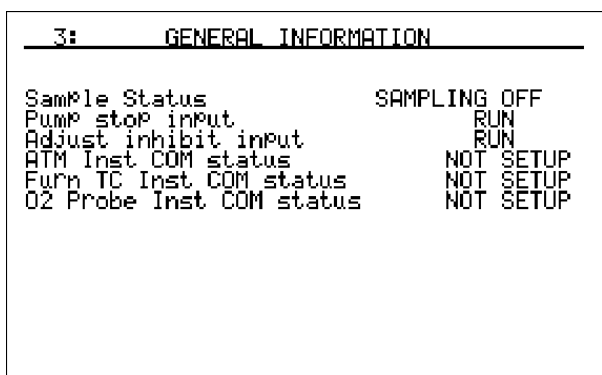 3: GENERAL INFORMATION
Sample Status SAMPLING OFF
Pump stop input RUN
Adjust inhibit input RUN
ATM Inst COM status NOT SETUP
Furn TC Inst COM status NOT SETUP
O2 Probe Inst COM status NOT SETUP